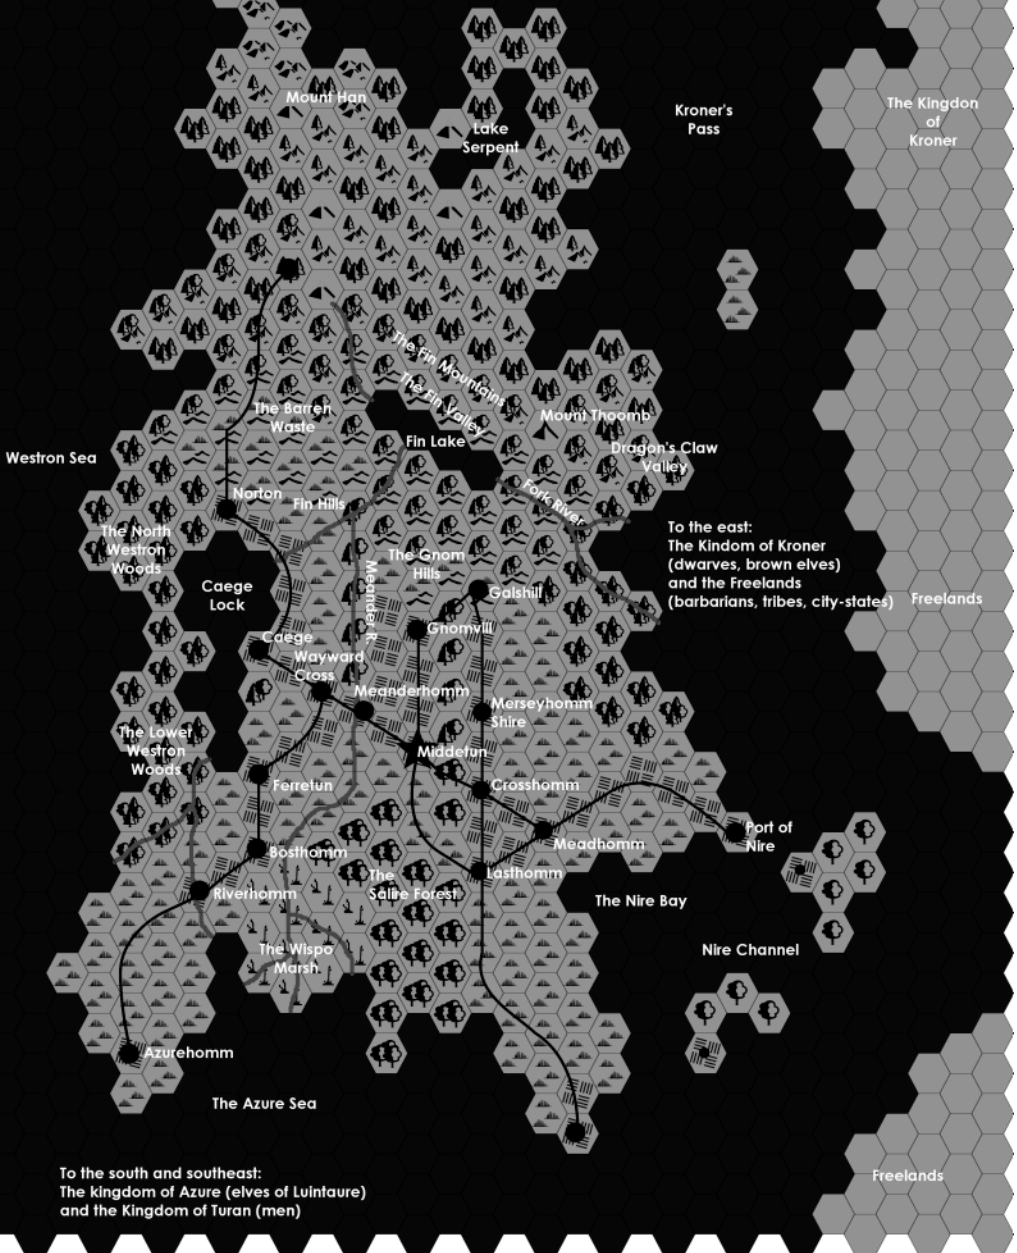 Mount Han
Lake
Serpent
Kroner's
Pass
The Kingdon
of
Kroner
The Fin Mountains
The Fin Valley
The Barren
Waste
Mount Thoomb
Fin Lake
Dragon's Claw
Valley
Westron Sea
Norton
Fin Hills
Fork River
The North
Westron
Woods
To the east:
The Kindom of Kroner
(dwarves, brown elves)
and the Freelands
(barbarians, tribes, city-states)
Freelands
The Gnom
Hills
Meander R.
Caege
Lock
Galshill
Gnomvill
Caege
Wayward
Cross
Meanderhomm
Merseyhomm
Shire
The Lower
Westron
Woods
Middetun
Ferretun
Crosshomm
Port of
Nire
Meadhomm
Bosthomm
The
Salire Forest
Lasthomm
Riverhomm
The Nire Bay
The Wispo
Marsh
Nire Channel
Azurehomm
The Azure Sea
To the south and southeast:
The kingdom of Azure (elves of Luintaure)
and the Kingdom of Turan (men)
Freelands